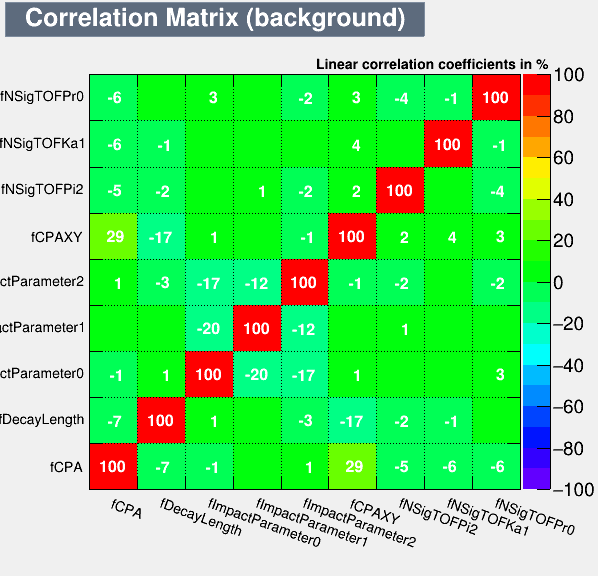 Correlation Matrix (background)
Linear correlation coefficients in %
fNSigTOFPr0 -6 3 -2 3 -4 -1 100
fNSigTOFKa1 -6 -1 4 100 -1
fNSigTOFPi2 -5 -2 1 -2 2 100 -4
fCPAXY 29 -17 1 -1 100 2 4 3
ctParameter2 1 -3 -17 -12 100 -1 -2 -2
ctParameter1 -20 100 -12 1
ctParameter0 -1 1 100 -20 -17 1 3
fDecayLength -7 100 1 -3 -17 -2 -1
fCPA 100 -7 -1 1 29 -5 -6 -6
fCPA fDecayLength fImpactParameter0 fImpactParameter1 fImpactParameter2 fCPAXY fNSigTOFPi2 fNSigTOFKa1 fNSigTOFPr0
100
80
60
40
20
0
−20
−40
−60
−80
−100